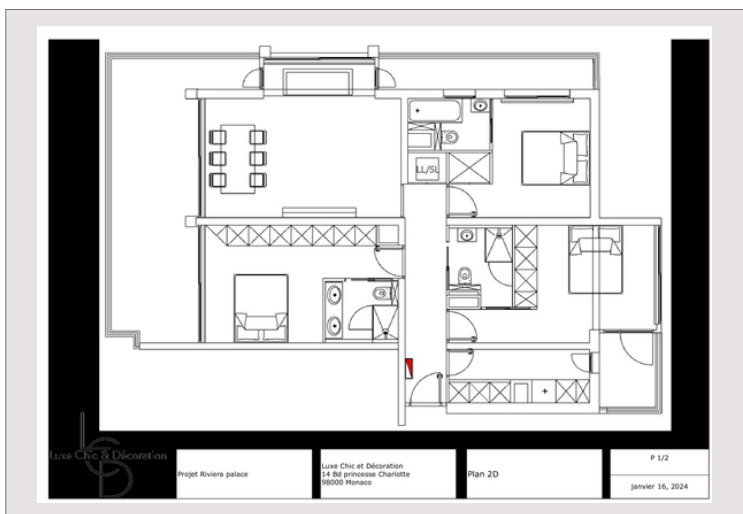 LL/SL
LCD
Luxe Chic & Décoration
Projet Riviera palace
Luxe Chic et Décoration
14 Bd princesse Charlotte
98000 Monaco
Plan 2D
P 1/2
janvier 16, 2024